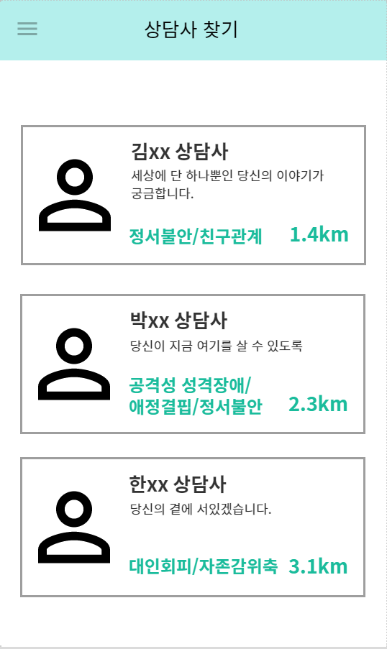 상담사 찾기
김xx 상담사
세상에 단 하나뿐인 당신의 이야기가
궁금합니다.
정서불안/친구관계 1.4km
박xx 상담사
당신이 지금 여기를 살 수 있도록
공격성 성격장애/
애정결핍/정서불안 2.3km
한xx 상담사
당신의 곁에 서있겠습니다.
대인회피/자존감위축 3.1km